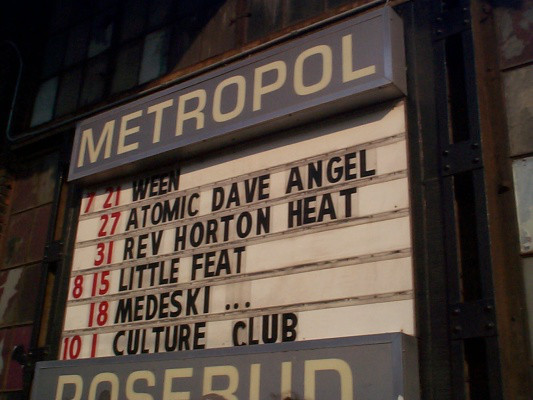 METROPOL
7 21 WEEN
27 ATOMIC DAVE ANGEL
31 REV HORTON HEAT
8 15 LITTLE FEAT
18 MEDESKI ...
10 1 CULTURE CLUB
ROSEBUD